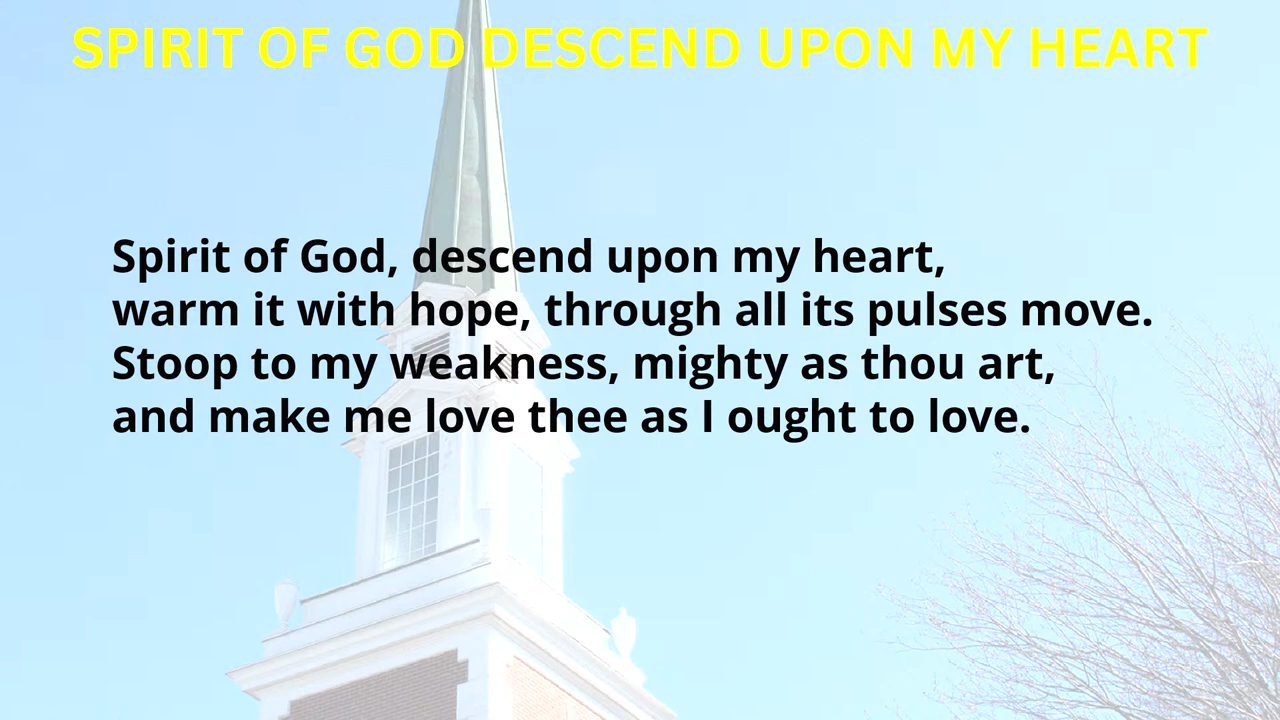 SPIRIT OF GOD DESCEND UPON MY HEART
Spirit of God, descend upon my heart,
warm it with hope, through all its pulses move.
Stoop to my weakness, mighty as thou art,
and make me love thee as I ought to love.